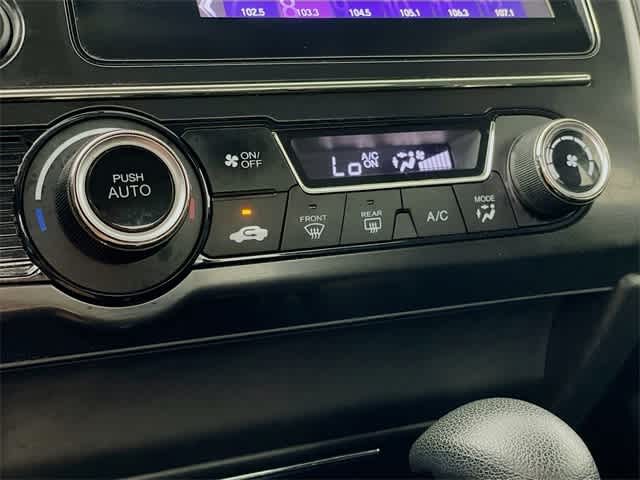 102.5 103.3 104.5 105.1 106.3 107.1
PUSH
AUTO
ON/
OFF
Lo A/C
ON
FRONT
REAR
A/C
MODE